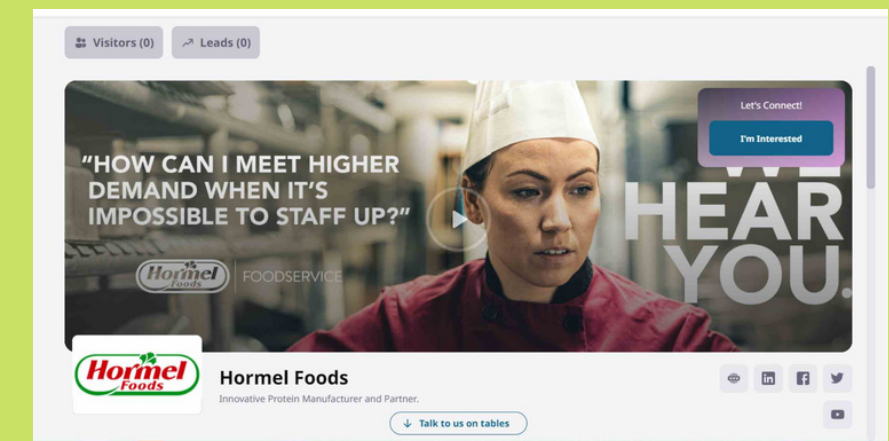 Visitors (0)
Leads (0)
Let's Connect!
I'm Interested
"HOW CAN I MEET HIGHER
DEMAND WHEN IT'S
IMPOSSIBLE TO STAFF UP?"
WE
HEAR
YOU.
Hormel
Foods
FOODSERVICE
Hormel
Foods
Hormel Foods
Innovative Protein Manufacturer and Partner.
Talk to us on tables